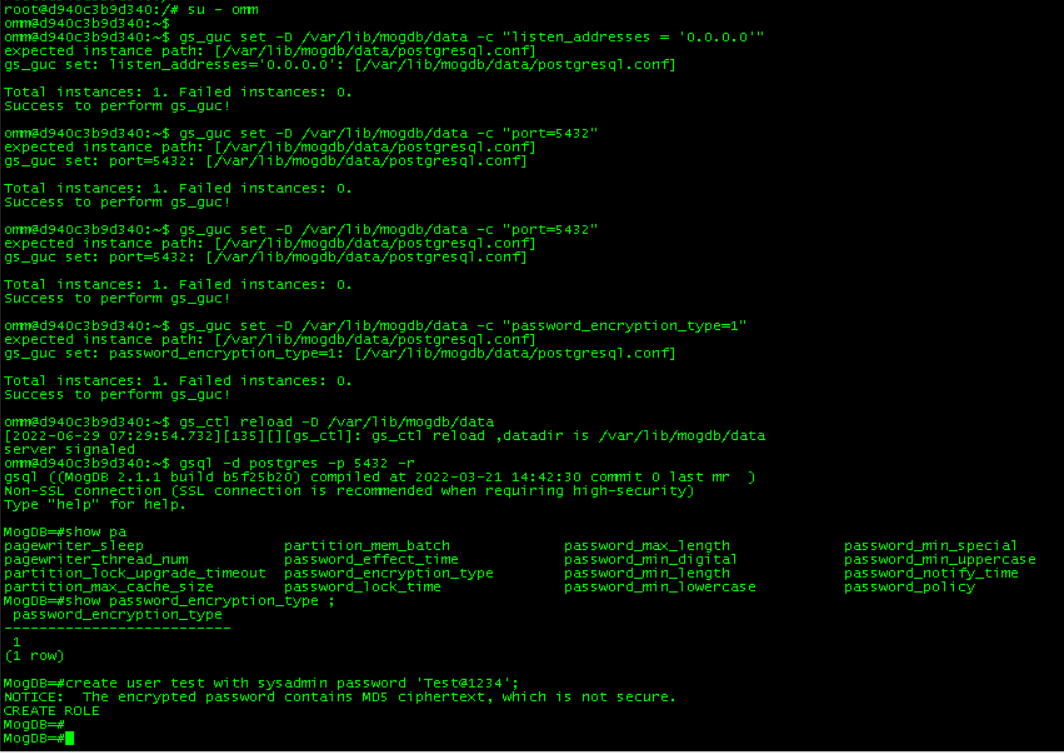 root@d940c3b9d340:/# su - omm
omm@d940c3b9d340:~$
omm@d940c3b9d340:~$ gs_guc set -D /var/lib/mogdb/data -c "listen_addresses = '0.0.0.0'"
expected instance path: [/var/lib/mogdb/data/postgresql.conf]
gs_guc set: listen_addresses='0.0.0.0': [/var/lib/mogdb/data/postgresql.conf]

Total instances: 1. Failed instances: 0.
Success to perform gs_guc!

omm@d940c3b9d340:~$ gs_guc set -D /var/lib/mogdb/data -c "port=5432"
expected instance path: [/var/lib/mogdb/data/postgresql.conf]
gs_guc set: port=5432: [/var/lib/mogdb/data/postgresql.conf]

Total instances: 1. Failed instances: 0.
Success to perform gs_guc!

omm@d940c3b9d340:~$ gs_guc set -D /var/lib/mogdb/data -c "port=5432"
expected instance path: [/var/lib/mogdb/data/postgresql.conf]
gs_guc set: port=5432: [/var/lib/mogdb/data/postgresql.conf]

Total instances: 1. Failed instances: 0.
Success to perform gs_guc!

omm@d940c3b9d340:~$ gs_guc set -D /var/lib/mogdb/data -c "password_encryption_type=1"
expected instance path: [/var/lib/mogdb/data/postgresql.conf]
gs_guc set: password_encryption_type=1: [/var/lib/mogdb/data/postgresql.conf]

Total instances: 1. Failed instances: 0.
Success to perform gs_guc!

omm@d940c3b9d340:~$ gs_ctl reload -D /var/lib/mogdb/data
[2022-06-29 07:29:54.732][135][][gs_ctl]: gs_ctl reload ,datadir is /var/lib/mogdb/data
server signaled
omm@d940c3b9d340:~$ gsql -d postgres -p 5432 -r
gsql ((MogDB 2.1.1 build b5f25b20) compiled at 2022-03-21 14:42:30 commit 0 last mr  )
Non-SSL connection (SSL connection is recommended when requiring high-security)
Type "help" for help.

MogDB=#show pa
pagewriter_sleep                partition_mem_batch             password_max_length             password_min_special
pagewriter_thread_num           password_effect_time            password_min_digital            password_min_uppercase
partition_lock_upgrade_timeout  password_encryption_type        password_min_length             password_notify_time
partition_max_cache_size        password_lock_time              password_min_lowercase          password_policy
MogDB=#show password_encryption_type ;
 password_encryption_type
--------------------------
 1
(1 row)

MogDB=#create user test with sysadmin password 'Test@1234';
NOTICE:  The encrypted password contains MD5 ciphertext, which is not secure.
CREATE ROLE
MogDB=#
MogDB=#